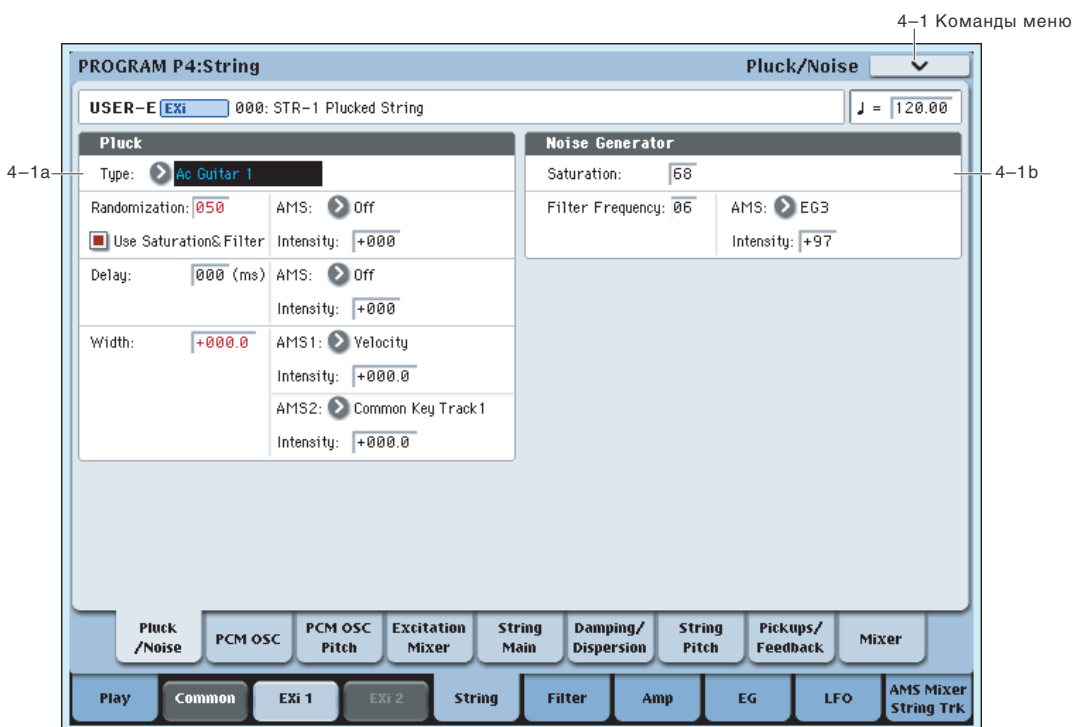 4–1 Команды меню
PROGRAM P4:String Pluck/Noise
USER–E EXi 000: STR–1 Plucked String ♩ = 120.00
Pluck
4–1a
Type: Ac Guitar 1
Randomization: 050 AMS: Off
Use Saturation&Filter Intensity: +000
Delay: 000 (ms) AMS: Off
Intensity: +000
Width: +000.0 AMS1: Velocity
Intensity: +000.0
AMS2: Common Key Track1
Intensity: +000.0
Noise Generator
Saturation: 68
4–1b
Filter Frequency: 06 AMS: EG3
Intensity: +97
Pluck /Noise
PCM OSC
PCM OSC Pitch
Excitation Mixer
String Main
Damping/ Dispersion
String Pitch
Pickups/ Feedback
Mixer
Play
Common
EXi 1
EXi 2
String
Filter
Amp
EG
LFO
AMS Mixer String Trk